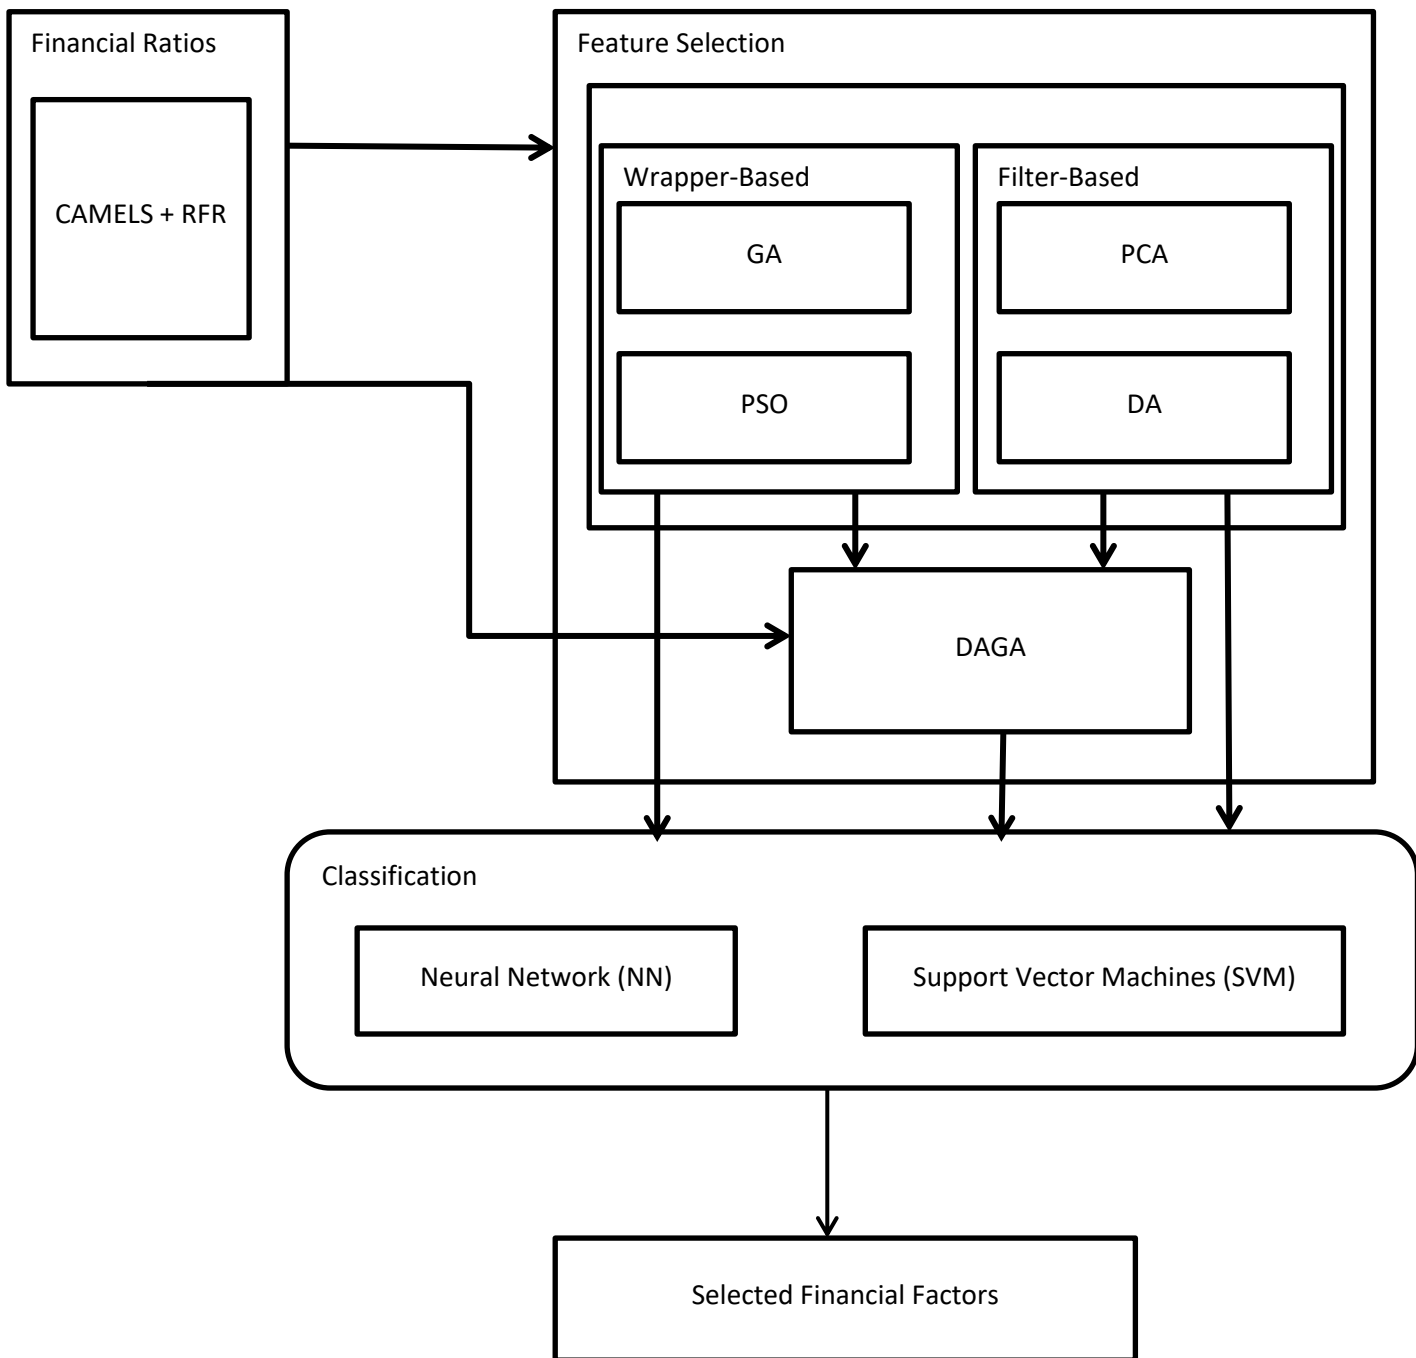 Financial Ratios
CAMELS + RFR
Feature Selection
Wrapper-Based
GA
PSO
Filter-Based
PCA
DA
DAGA
Classification
Neural Network (NN)
Support Vector Machines (SVM)
Selected Financial Factors